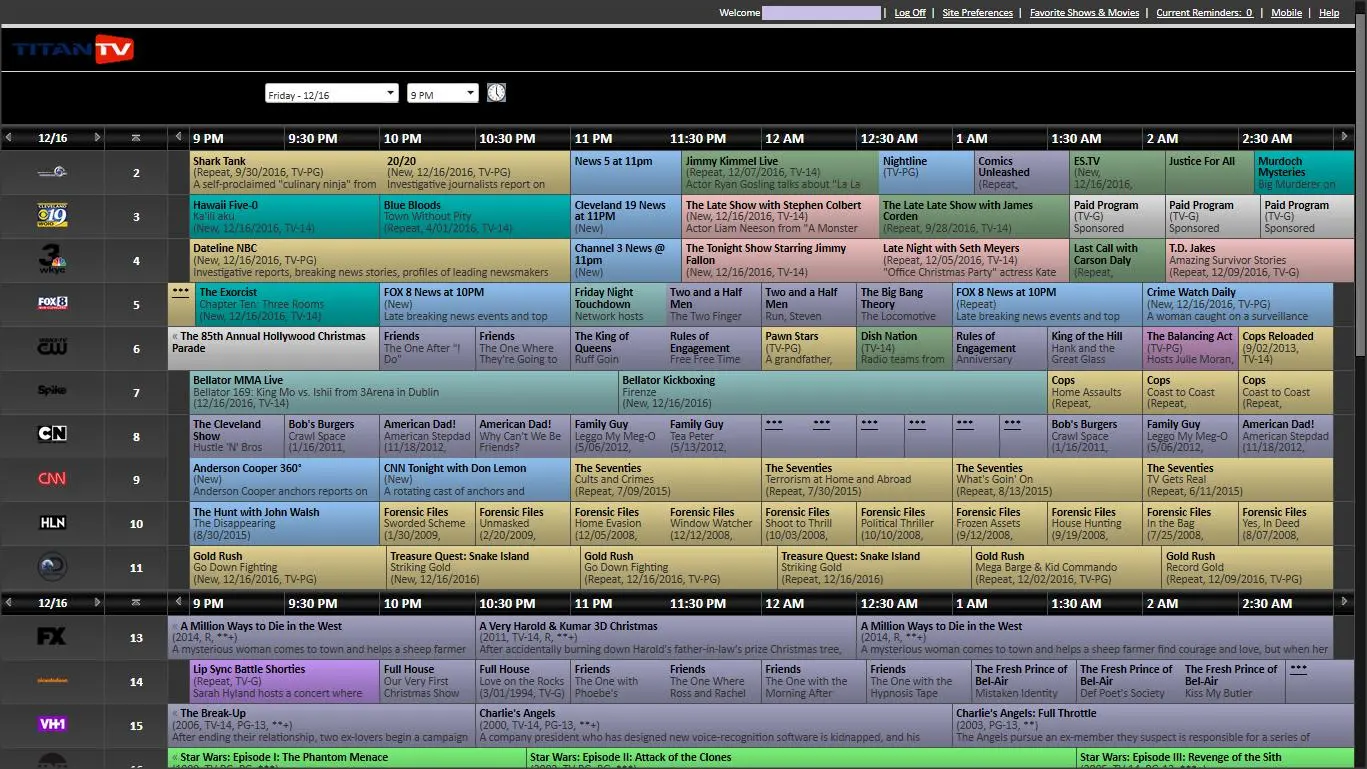 Welcome | Log Off | Site Preferences | Favorite Shows & Movies | Current Reminders: 0 | Mobile | Help
TITAN TV
Friday - 12/16 9 PM
12/16 9 PM 9:30 PM 10 PM 10:30 PM 11 PM 11:30 PM 12 AM 12:30 AM 1 AM 1:30 AM 2 AM 2:30 AM
2
Shark Tank
(Repeat, 9/30/2016, TV-PG)
A self-proclaimed "culinary ninja" from
20/20
(New, 12/16/2016, TV-PG)
Investigative journalists report on
News 5 at 11pm
Jimmy Kimmel Live
(Repeat, 12/07/2016, TV-14)
Actor Ryan Gosling talks about "La La
Nightline
(TV-PG)
Comics
Unleashed
(Repeat,
ES.TV
(New,
12/16/2016,
Justice For All
Murdoch
Mysteries
Big Murderer on
CLEVELAND
19
WOIO
3
Hawaii Five-0
Ka'ili aku
(New, 12/16/2016, TV-14)
Blue Bloods
Town Without Pity
(Repeat, 4/01/2016, TV-14)
Cleveland 19 News
at 11PM
(New)
The Late Show with Stephen Colbert
(New, 12/16/2016, TV-14)
Actor Liam Neeson from "A Monster
The Late Late Show with James
Corden
(Repeat, 9/28/2016, TV-14)
Paid Program
(TV-G)
Sponsored
Paid Program
(TV-G)
Sponsored
Paid Program
(TV-G)
Sponsored
3
wkyc
4
Dateline NBC
(New, 12/16/2016, TV-PG)
Investigative reports, breaking news stories, profiles of leading newsmakers
Channel 3 News @
11pm
(New)
The Tonight Show Starring Jimmy
Fallon
(New, 12/16/2016, TV-14)
Late Night with Seth Meyers
(Repeat, 12/05/2016, TV-14)
"Office Christmas Party" actress Kate
Last Call with
Carson Daly
(Repeat,
T.D. Jakes
Amazing Survivor Stories
(Repeat, 12/09/2016, TV-G)
FOX 8
5
***
The Exorcist
Chapter Ten: Three Rooms
(New, 12/16/2016, TV-14)
FOX 8 News at 10PM
(New)
Late breaking news events and top
Friday Night
Touchdown
Network hosts
Two and a Half
Men
The Two Finger
Two and a Half
Men
Run, Steven
The Big Bang
Theory
The Locomotive
FOX 8 News at 10PM
(Repeat)
Late breaking news events and top
Crime Watch Daily
(New, 12/16/2016, TV-PG)
A woman caught on a surveillance
CW
6
« The 85th Annual Hollywood Christmas
Parade
Friends
The One After "I
Do"
Friends
The One Where
They're Going to
The King of
Queens
Ruff Goin
Rules of
Engagement
Free Free Time
Pawn Stars
(TV-PG)
A grandfather,
Dish Nation
(TV-14)
Radio teams from
Rules of
Engagement
Anniversary
King of the Hill
Hank and the
Great Glass
The Balancing Act
(TV-PG)
Hosts Julie Moran,
Cops Reloaded
(9/02/2013,
TV-14)
Spike
7
Bellator MMA Live
Bellator 169: King Mo vs. Ishii from 3Arena in Dublin
(12/16/2016, TV-14)
Bellator Kickboxing
Firenze
(New, 12/16/2016)
Cops
Home Assaults
(Repeat,
Cops
Coast to Coast
(Repeat,
Cops
Coast to Coast
(Repeat,
CN
8
The Cleveland
Show
Hustle 'N' Bros
Bob's Burgers
Crawl Space
(1/16/2011,
American Dad!
American Stepdad
(11/18/2012,
American Dad!
Why Can't We Be
Friends?
Family Guy
Leggo My Meg-O
(5/06/2012,
Family Guy
Tea Peter
(5/13/2012,
*** *** *** *** *** ***
Bob's Burgers
Crawl Space
(1/16/2011,
Family Guy
Leggo My Meg-O
(5/06/2012,
American Dad!
American Stepdad
(11/18/2012,
CNN
9
Anderson Cooper 360°
(New)
Anderson Cooper anchors reports on
CNN Tonight with Don Lemon
(New)
A rotating cast of anchors and
The Seventies
Cults and Crimes
(Repeat, 7/09/2015)
The Seventies
Terrorism at Home and Abroad
(Repeat, 7/30/2015)
The Seventies
What's Goin' On
(Repeat, 8/13/2015)
The Seventies
TV Gets Real
(Repeat, 6/11/2015)
HLN
10
The Hunt with John Walsh
The Disappearing
(8/30/2015)
Forensic Files
Sworded Scheme
(1/30/2009,
Forensic Files
Unmasked
(2/20/2009,
Forensic Files
Home Evasion
(12/05/2008,
Forensic Files
Window Watcher
(12/12/2008,
Forensic Files
Shoot to Thrill
(10/03/2008,
Forensic Files
Political Thriller
(10/10/2008,
Forensic Files
Frozen Assets
(9/12/2008,
Forensic Files
House Hunting
(9/19/2008,
Forensic Files
In the Bag
(7/25/2008,
Forensic Files
Yes, In Deed
(8/07/2008,
11
Gold Rush
Go Down Fighting
(New, 12/16/2016, TV-PG)
Treasure Quest: Snake Island
Striking Gold
(New, 12/16/2016)
Gold Rush
Go Down Fighting
(Repeat, 12/16/2016, TV-PG)
Treasure Quest: Snake Island
Striking Gold
(Repeat, 12/16/2016)
Gold Rush
Mega Barge & Kid Commando
(Repeat, 12/02/2016, TV-PG)
Gold Rush
Record Gold
(Repeat, 12/09/2016, TV-PG)
12/16 9 PM 9:30 PM 10 PM 10:30 PM 11 PM 11:30 PM 12 AM 12:30 AM 1 AM 1:30 AM 2 AM 2:30 AM
FX
13
« A Million Ways to Die in the West
(2014, R, **+)
A mysterious woman comes to town and helps a sheep farmer
A Very Harold & Kumar 3D Christmas
(2011, TV-14, R, **+)
After accidentally burning down Harold's father-in-law's prize Christmas tree,
A Million Ways to Die in the West
(2014, R, **+)
A mysterious woman comes to town and helps a sheep farmer find courage and love, but when her
nickelodeon
14
Lip Sync Battle Shorties
(Repeat, TV-G)
Sarah Hyland hosts a concert where
Full House
Our Very First
Christmas Show
Full House
Love on the Rocks
(3/01/1994, TV-G)
Friends
The One with
Phoebe's
Friends
The One Where
Ross and Rachel
Friends
The One with the
Morning After
Friends
The One with the
Hypnosis Tape
The Fresh Prince of
Bel-Air
Mistaken Identity
The Fresh Prince of
Bel-Air
Def Poet's Society
The Fresh Prince of
Bel-Air
Kiss My Butler
***
VH1
15
« The Break-Up
(2006, TV-14, PG-13, **+)
After ending their relationship, two ex-lovers begin a campaign
Charlie's Angels
(2000, TV-14, PG-13, **+)
A company president who has designed new voice-recognition software is kidnapped, and his
Charlie's Angels: Full Throttle
(2003, PG-13, **)
The Angels pursue an ex-member they suspect is responsible for a series of
« Star Wars: Episode I: The Phantom Menace
Star Wars: Episode II: Attack of the Clones
Star Wars: Episode III: Revenge of the Sith